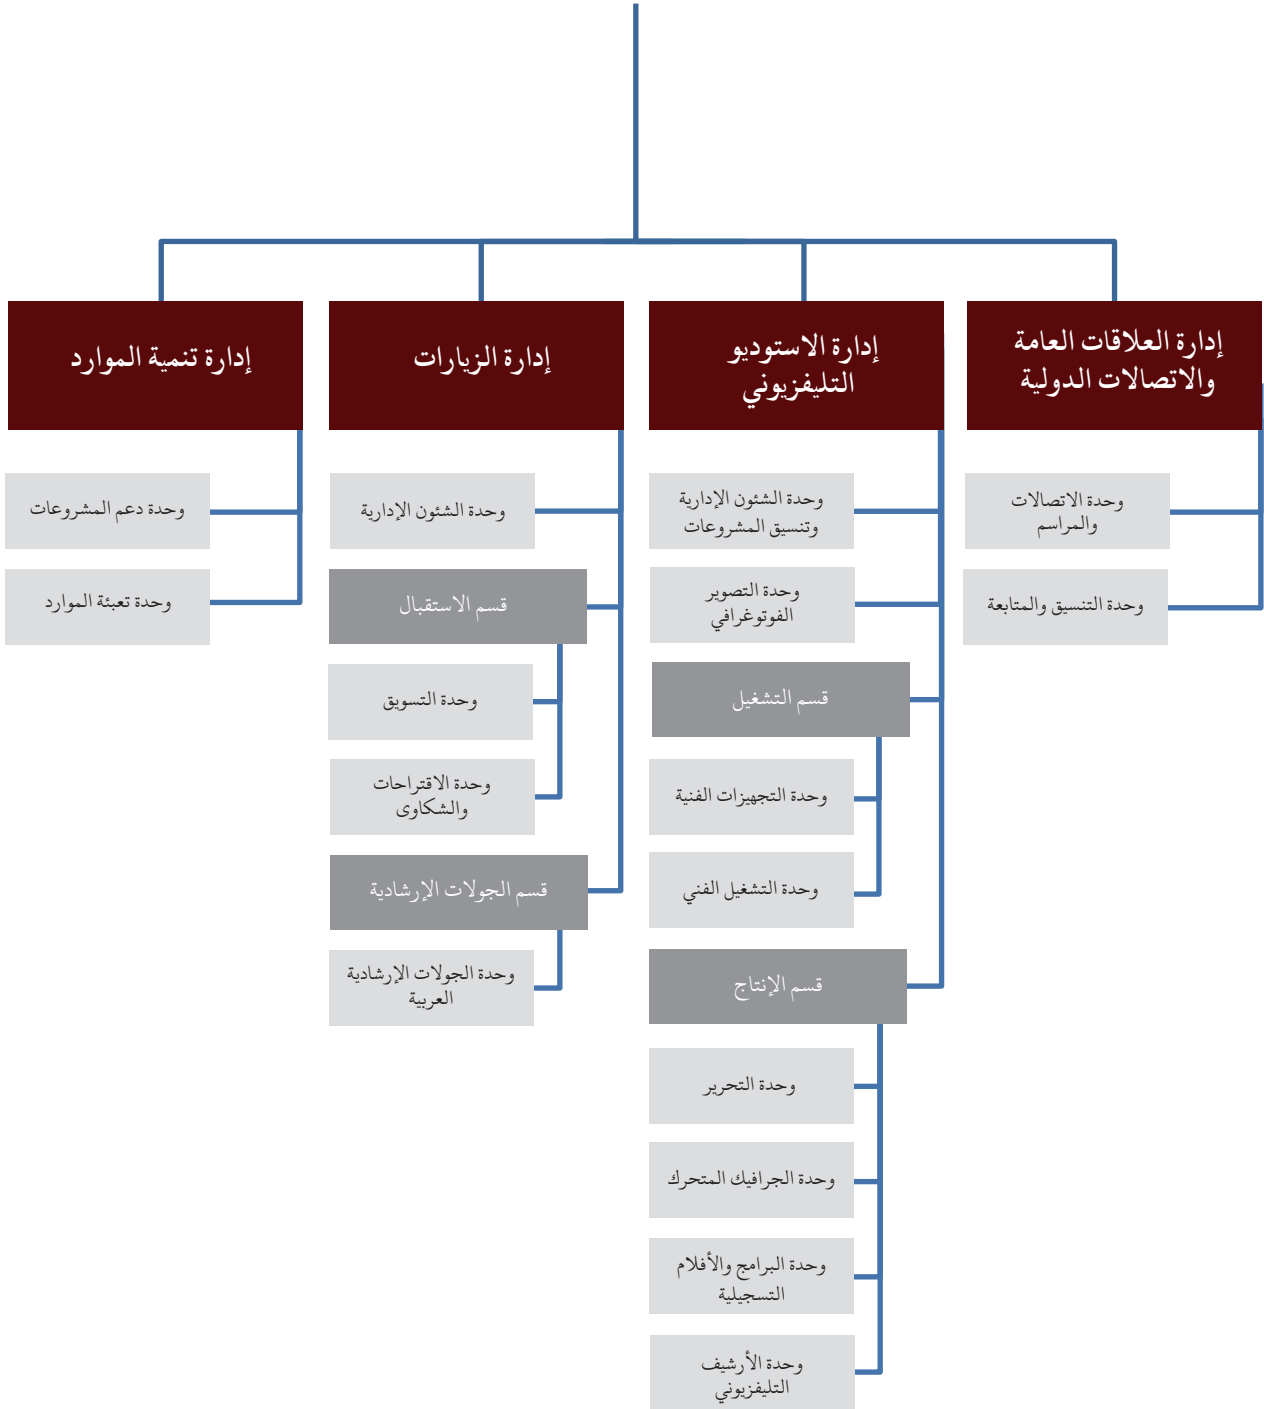 إدارة العلاقات العامة
والاتصالات الدولية
وحدة الاتصالات
والمراسم
وحدة التنسيق والمتابعة
إدارة الاستوديو
التليفزيوني
وحدة الشئون الإدارية
وتنسيق المشروعات
وحدة التصوير
الفوتوغرافي
قسم التشغيل
وحدة التجهيزات الفنية
وحدة التشغيل الفني
قسم الإنتاج
وحدة التحرير
وحدة الجرافيك المتحرك
وحدة البرامج والأفلام
التسجيلية
وحدة الأرشيف
التليفزيوني
إدارة الزيارات
وحدة الشئون الإدارية
قسم الاستقبال
وحدة التسويق
وحدة الاقتراحات
والشكاوى
قسم الجولات الإرشادية
وحدة الجولات الإرشادية
العربية
إدارة تنمية الموارد
وحدة دعم المشروعات
وحدة تعبئة الموارد